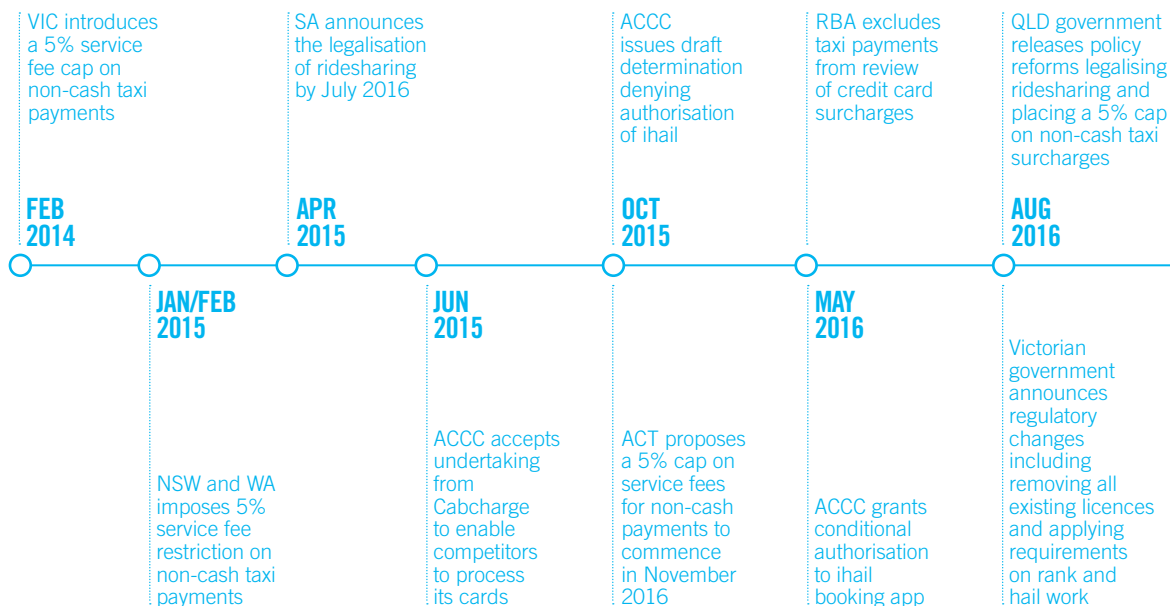 VIC introduces
a 5% service
fee cap on
non-cash taxi
payments
FEB
2014
JAN/FEB
2015
NSW and WA
imposes 5%
service fee
restriction on
non-cash taxi
payments
SA announces
the legalisation
of ridesharing
by July 2016
APR
2015
JUN
2015
ACCC accepts
undertaking
from
Cabcharge
to enable
competitors
to process
its cards
ACCC
issues draft
determination
denying
authorisation
of ihail
OCT
2015
ACT proposes
a 5% cap on
service fees
for non-cash
payments to
commence
in November
2016
RBA excludes
taxi payments
from review
of credit card
surcharges
MAY
2016
ACCC grants
conditional
authorisation
to ihail
booking app
QLD government
releases policy
reforms legalising
ridesharing and
placing a 5% cap
on non-cash taxi
surcharges
AUG
2016
Victorian
government
announces
regulatory
changes
including
removing all
existing licences
and applying
requirements
on rank and
hail work